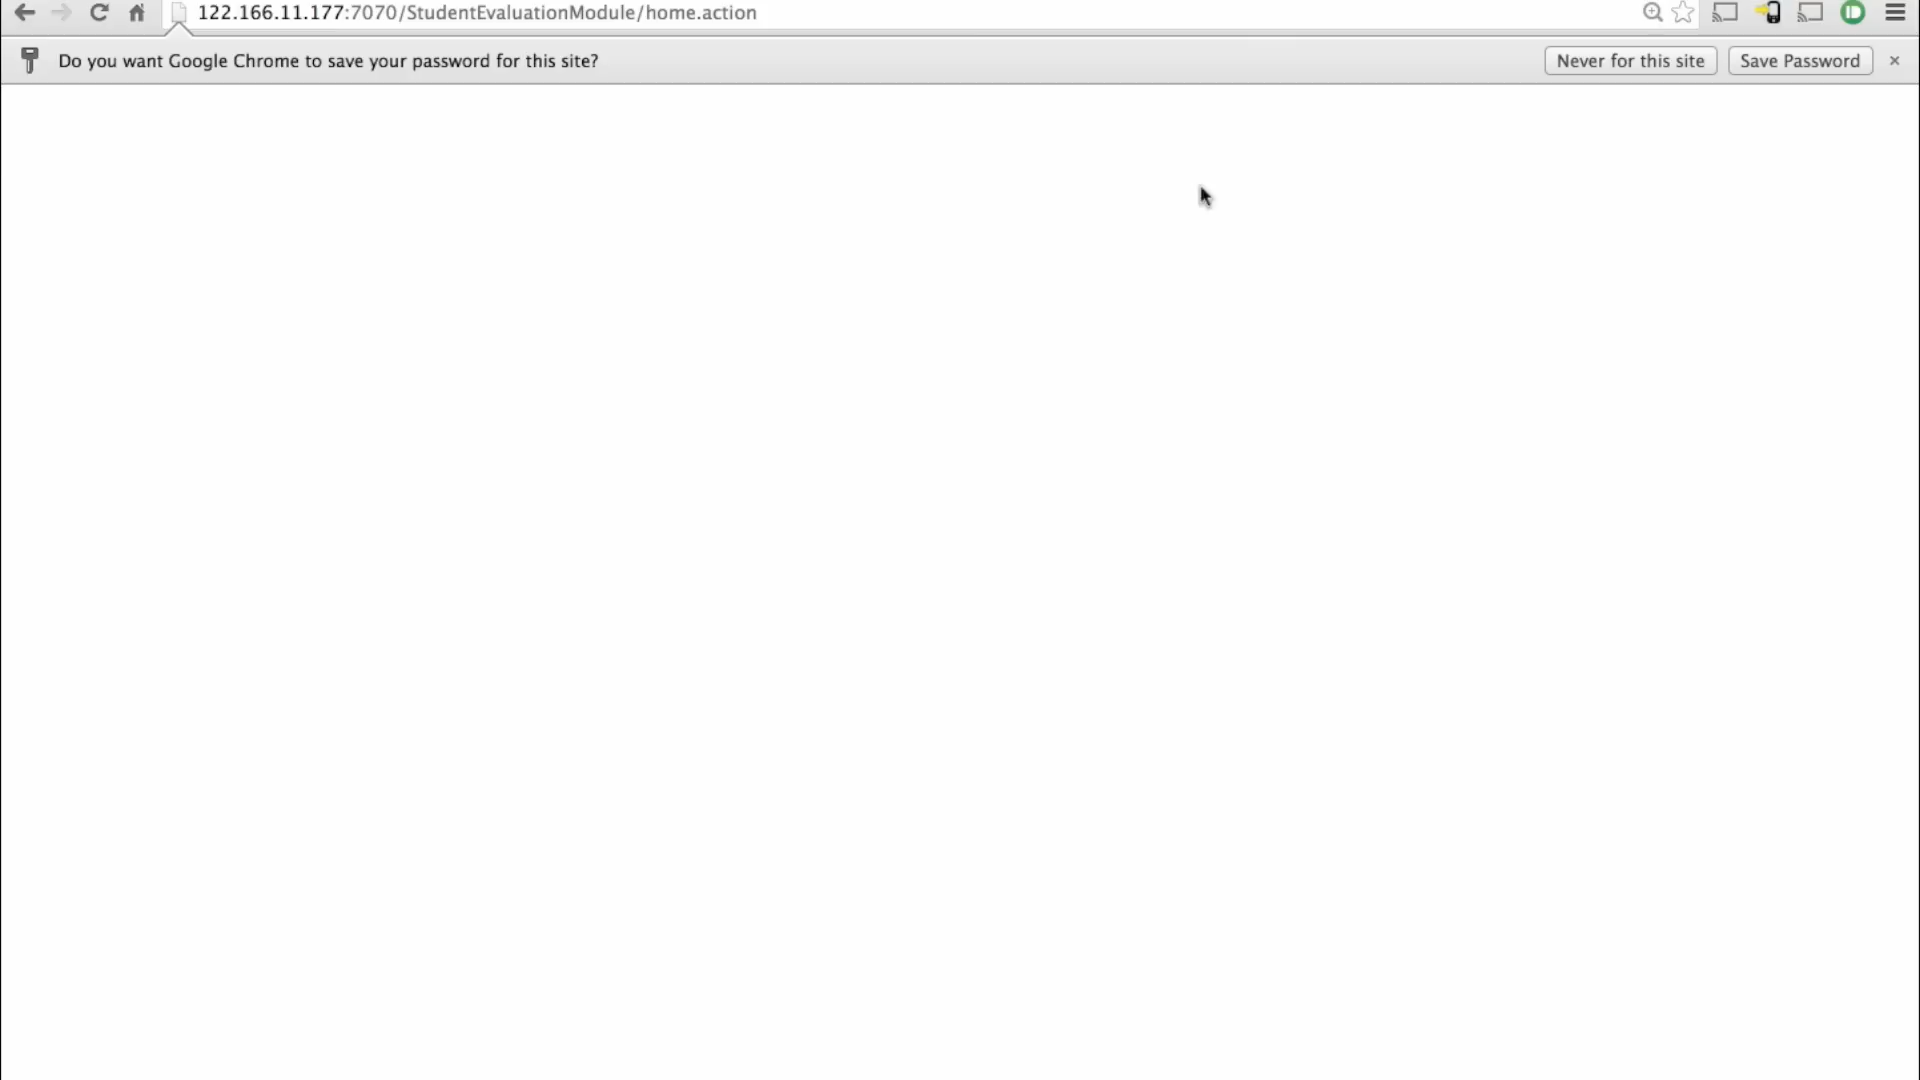 122.166.11.177:7070/StudentEvaluationModule/home.action
Do you want Google Chrome to save your password for this site?
Never for this site
Save Password